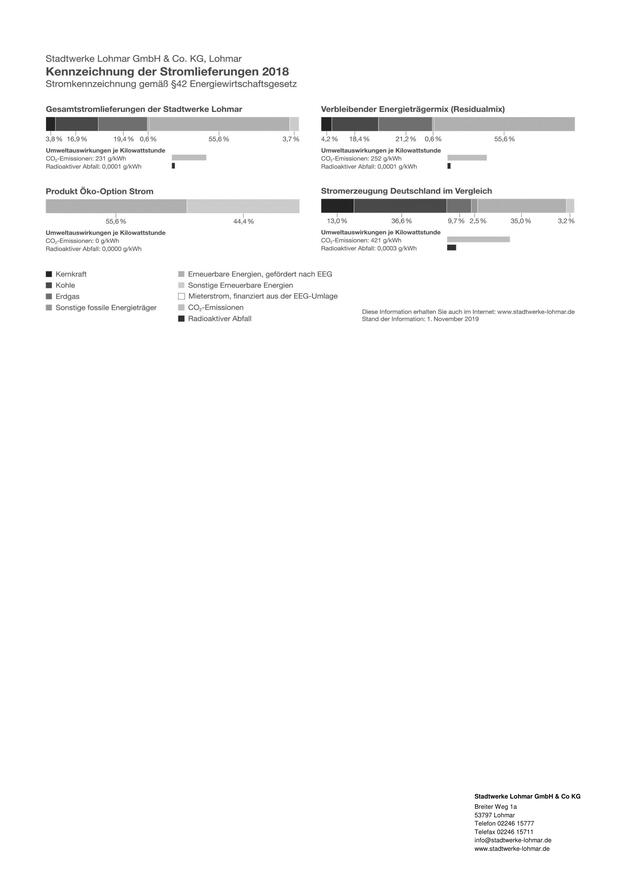 Stadtwerke Lohmar GmbH & Co. KG, Lohmar
Kennzeichnung der Stromlieferungen 2018
Stromkennzeichnung gemäß §42 Energiewirtschaftsgesetz
Gesamtstromlieferungen der Stadtwerke Lohmar
3,8 % 16,9 % 19,4 % 0,6 % 55,6 % 3,7 %
Umweltauswirkungen je Kilowattstunde
CO₂-Emissionen: 231 g/kWh
Radioaktiver Abfall: 0,0001 g/kWh
Verbleibender Energieträgermix (Residualmix)
4,2 % 18,4 % 21,2 % 0,6 % 55,6 %
Umweltauswirkungen je Kilowattstunde
CO₂-Emissionen: 252 g/kWh
Radioaktiver Abfall: 0,0001 g/kWh
Produkt Öko-Option Strom
55,6 % 44,4 %
Umweltauswirkungen je Kilowattstunde
CO₂-Emissionen: 0 g/kWh
Radioaktiver Abfall: 0,0000 g/kWh
Stromerzeugung Deutschland im Vergleich
13,0 % 36,6 % 9,7 % 2,5 % 35,0 % 3,2 %
Umweltauswirkungen je Kilowattstunde
CO₂-Emissionen: 421 g/kWh
Radioaktiver Abfall: 0,0003 g/kWh
Kernkraft
Kohle
Erdgas
Sonstige fossile Energieträger
Erneuerbare Energien, gefördert nach EEG
Sonstige Erneuerbare Energien
Mieterstrom, finanziert aus der EEG-Umlage
CO₂-Emissionen
Radioaktiver Abfall
Diese Information erhalten Sie auch im Internet: www.stadtwerke-lohmar.de
Stand der Information: 1. November 2019
Stadtwerke Lohmar GmbH & Co KG
Breiter Weg 1a
53797 Lohmar
Telefon 02246 15777
Telefax 02246 15711
info@stadtwerke-lohmar.de
www.stadtwerke-lohmar.de